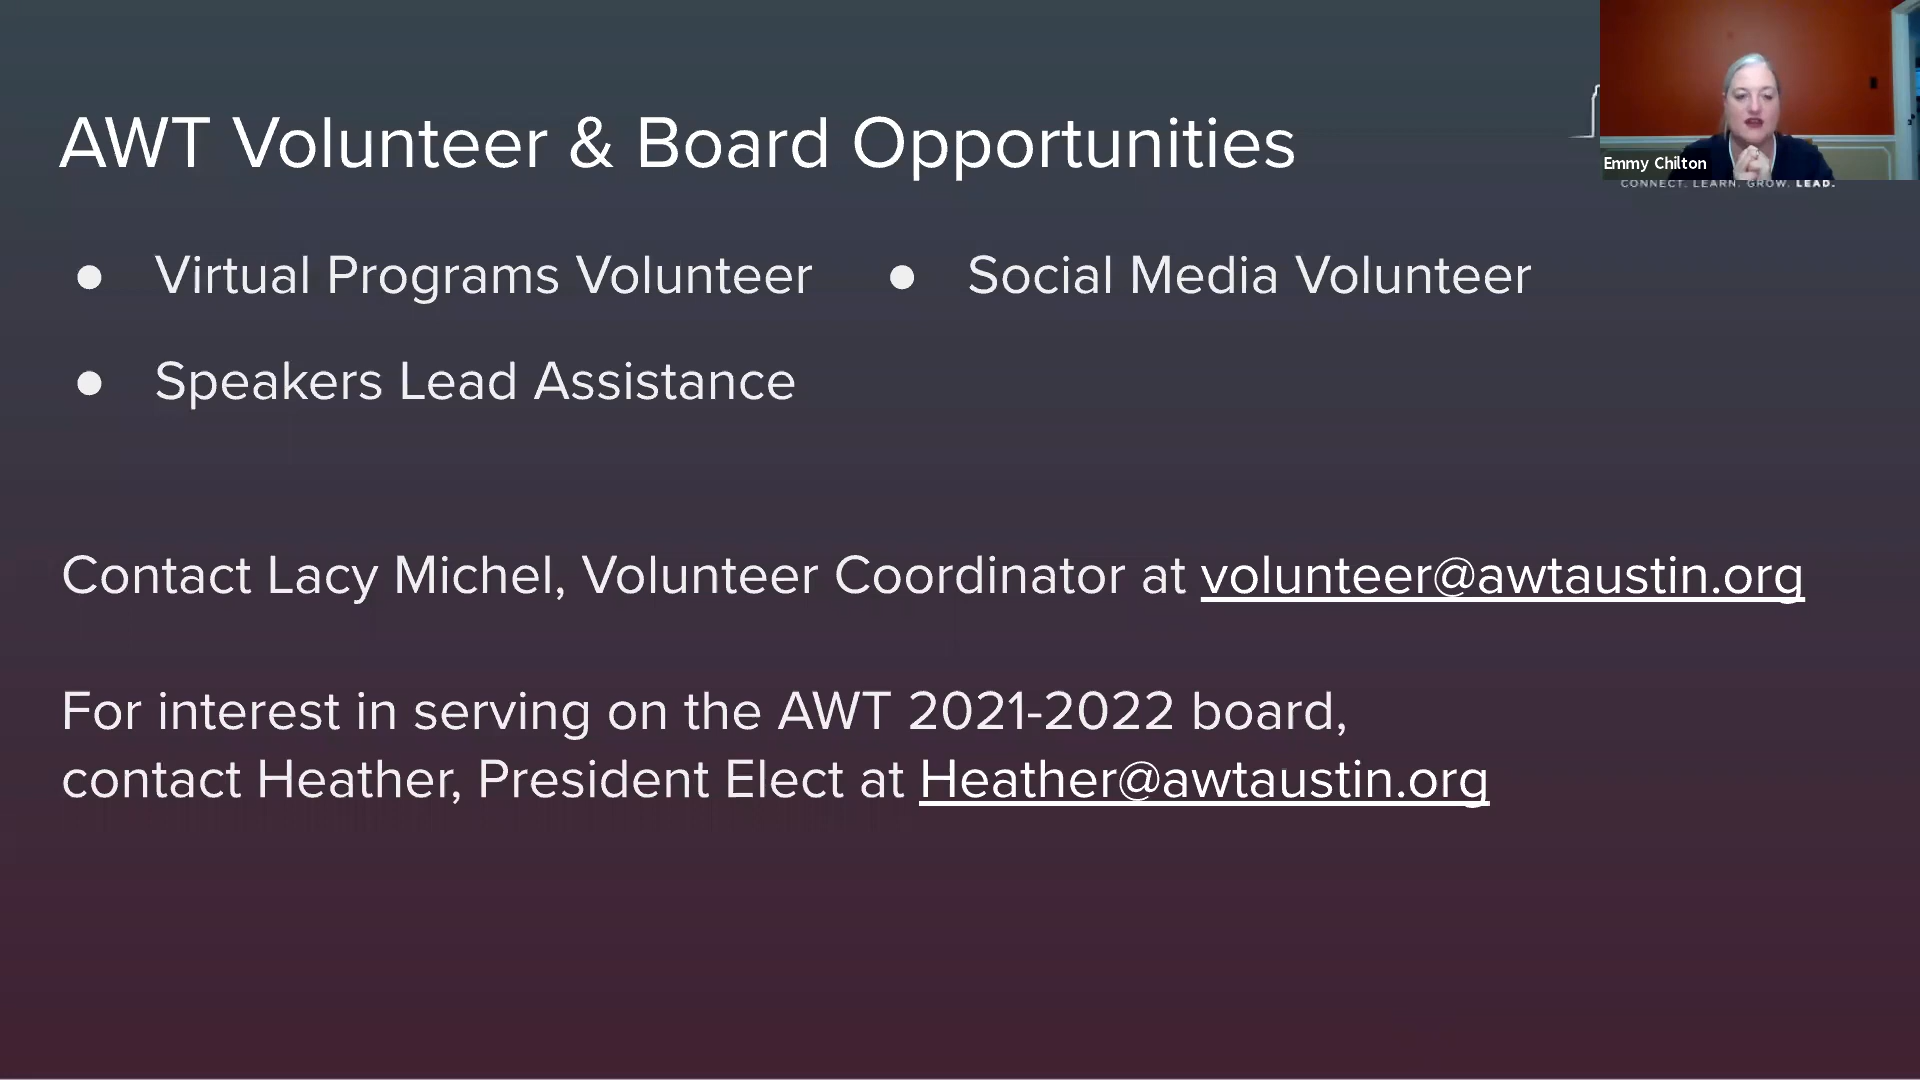 AWT Volunteer & Board Opportunities
Emmy Chilton
CONNECT. LEARN. GROW. LEAD.
● Virtual Programs Volunteer
● Social Media Volunteer
● Speakers Lead Assistance
Contact Lacy Michel, Volunteer Coordinator at volunteer@awtaustin.org
For interest in serving on the AWT 2021-2022 board,
contact Heather, President Elect at Heather@awtaustin.org